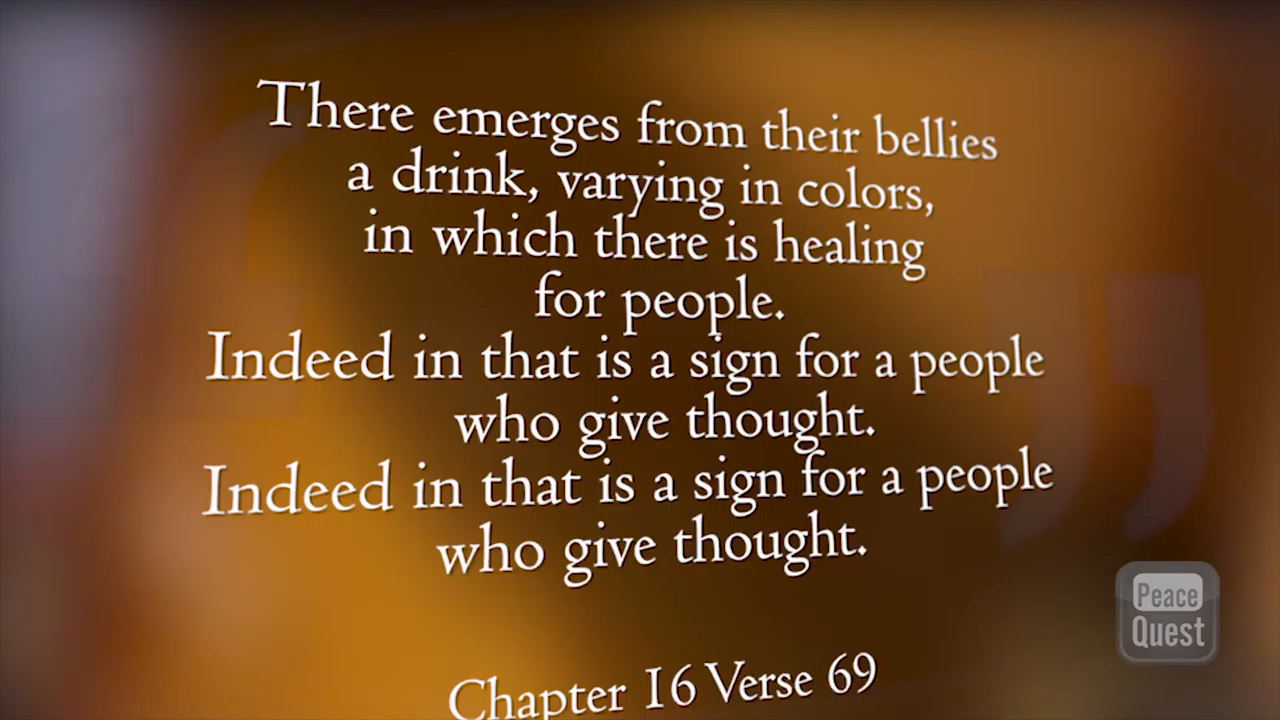 There emerges from their bellies
a drink, varying in colors,
in which there is healing
for people.
Indeed in that is a sign for a people
who give thought.
Indeed in that is a sign for a people
who give thought.
Peace
Quest
Chapter 16 Verse 69